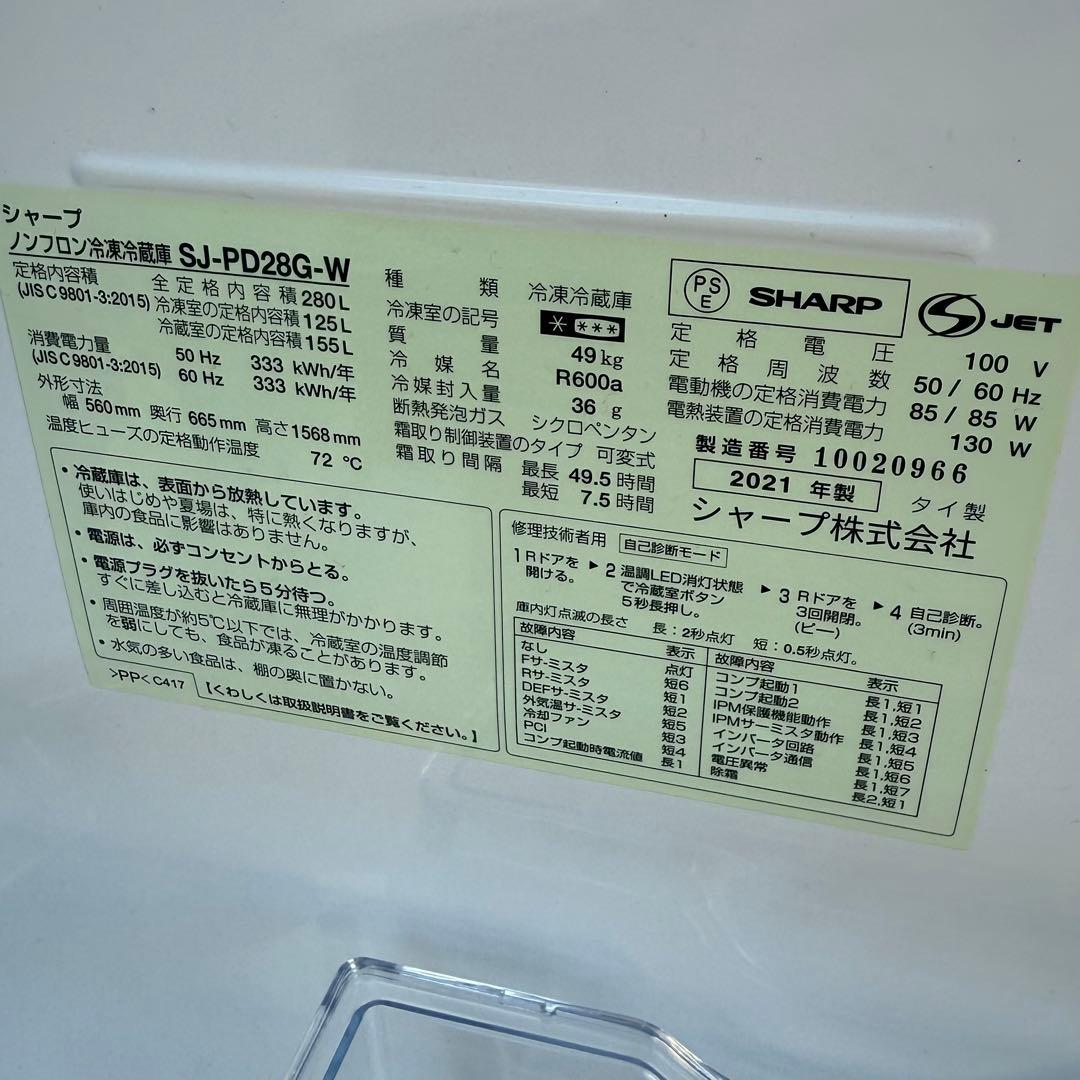 シャープ
ノンフロン冷凍冷蔵庫 SJ-PD28G-W
定格内容積 全定格内容積 280L
(JIS C 9801-3:2015) 冷凍室の定格内容積 125L
冷蔵室の定格内容積 155L
消費電力量 50 Hz 333 kWh/年
(JIS C 9801-3:2015) 60 Hz 333 kWh/年
外形寸法
幅 560mm 奥行 665mm 高さ1568mm
温度ヒューズの定格動作温度 72 ℃
種類 冷凍冷蔵庫
冷凍室の記号 * ***
質量 49kg
冷媒名 R600a
冷媒封入量 36 g
断熱発泡ガス シクロペンタン
霜取り制御装置のタイプ 可変式
霜取り間隔 最長 49.5時間
最短 7.5時間
PSE SHARP JET
定格電圧 100 V
定格周波数 50/60 Hz
電動機の定格消費電力 85/85 W
電熱装置の定格消費電力 130 W
製造番号 10020966
2021 年製 タイ製
シャープ株式会社
・冷蔵庫は、表面から放熱しています。
使いはじめや夏場は、特に熱くなりますが、
庫内の食品に影響はありません。
・電源は、必ずコンセントからとる。
・電源プラグを抜いたら5分待つ。
すぐに差し込むと冷蔵庫に無理がかかります。
・周囲温度が約5℃以下では、冷蔵室の温度調節
を弱にしても、食品が凍ることがあります。
・水気の多い食品は、棚の奥に置かない。
>PP< C417 【くわしくは取扱説明書をご覧ください。】
修理技術者用 自己診断モード
1 Rドアを開ける。 ▶ 2 温調LED消灯状態で冷蔵室ボタン5秒長押し。 ▶ 3 Rドアを3回開閉。(ピー) ▶ 4 自己診断。(3min)
庫内灯点滅の長さ 長：2秒点灯 短：0.5秒点灯。
故障内容 表示
なし 点灯
Fサ-ミスタ 短6
Rサ-ミスタ 短1
DEFサ-ミスタ 短2
外気温サ-ミスタ 短5
冷却ファン 短3
PCI 短4
コンプ起動時電流値 長1
故障内容 表示
コンプ起動1 長1,短1
コンプ起動2 長1,短2
IPM保護機能動作 長1,短3
IPMサーミスタ動作 長1,短4
インバータ回路 長1,短5
インバータ通信 長1,短6
電圧異常 長1,短7
除霜 長2,短1